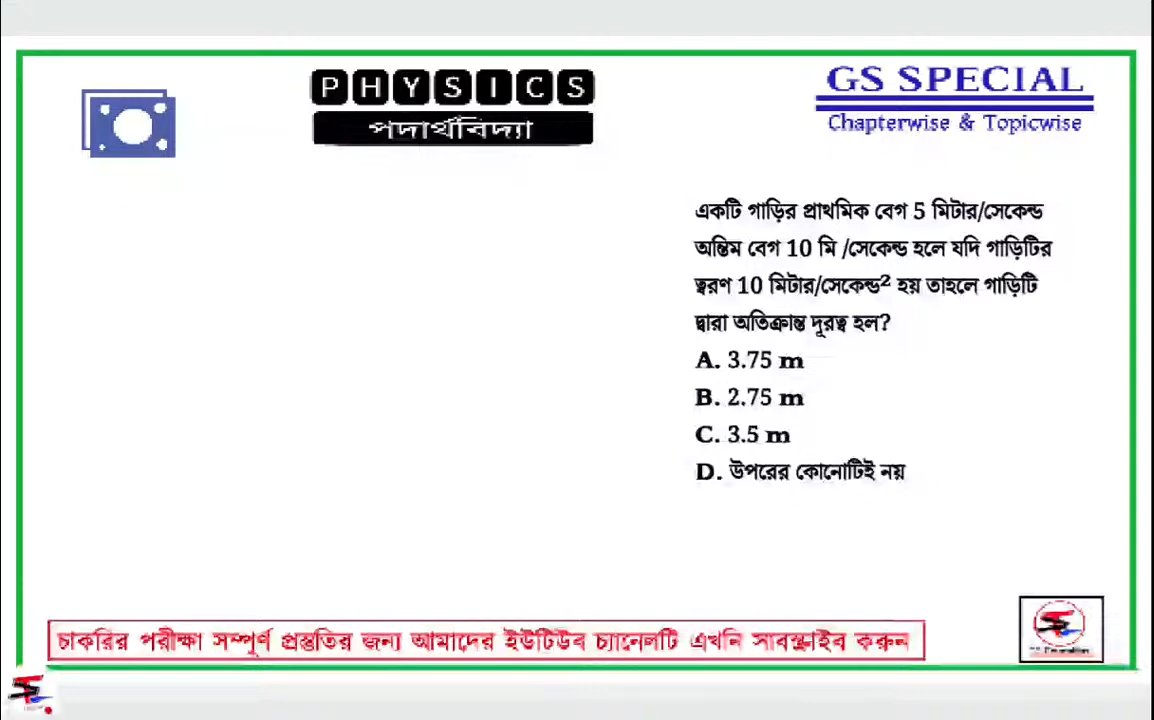 PHYSICS
পদার্থবিদ্যা
GS SPECIAL
Chapterwise & Topicwise
একটি গাড়ির প্রাথমিক বেগ 5 মিটার/সেকেন্ড
অন্তিম বেগ 10 মি /সেকেন্ড হলে যদি গাড়িটির
ত্বরণ 10 মিটার/সেকেন্ড² হয় তাহলে গাড়িটি
দ্বারা অতিক্রান্ত দূরত্ব হল?
A. 3.75 m
B. 2.75 m
C. 3.5 m
D. উপরের কোনোটিই নয়
চাকরির পরীক্ষা সম্পূর্ণ প্রস্তুতির জন্য আমাদের ইউটিউব চ্যানেলটি এখনি সাবস্ক্রাইব করুন